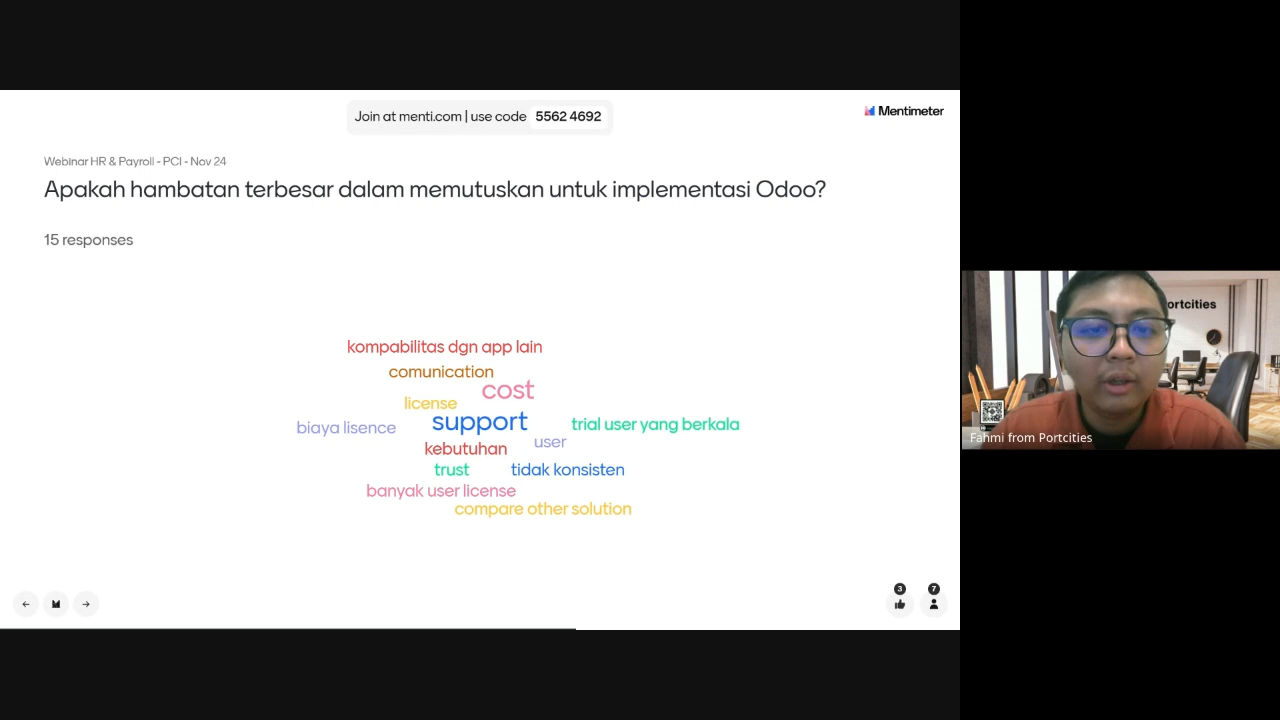 Join at menti.com | use code 5562 4692
Mentimeter
Webinar HR & Payroll - PCI - Nov 24
Apakah hambatan terbesar dalam memutuskan untuk implementasi Odoo?
15 responses
kompabilitas dgn app lain
comunication
cost
license
support
trial user yang berkala
biaya lisence
user
kebutuhan
trust
tidak konsisten
banyak user license
compare other solution
3
7
ortcities
Fahmi from Portcities